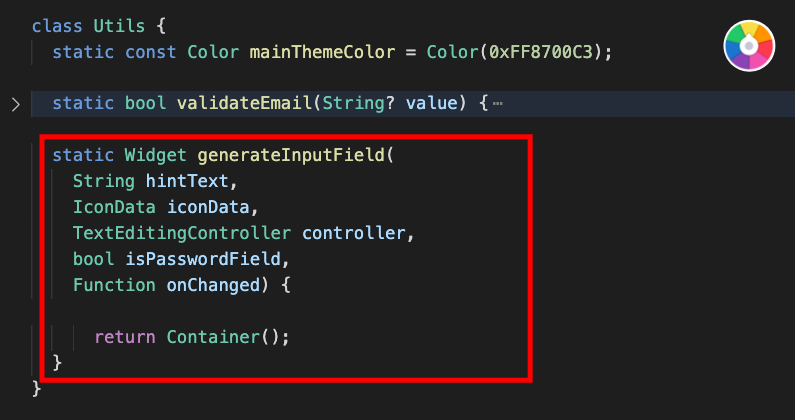 class Utils {
static const Color mainThemeColor = Color(0xFF8700C3);
static bool validateEmail(String? value) {⋯
static Widget generateInputField(
String hintText,
IconData iconData,
TextEditingController controller,
bool isPasswordField,
Function onChanged) {
return Container();
}
}